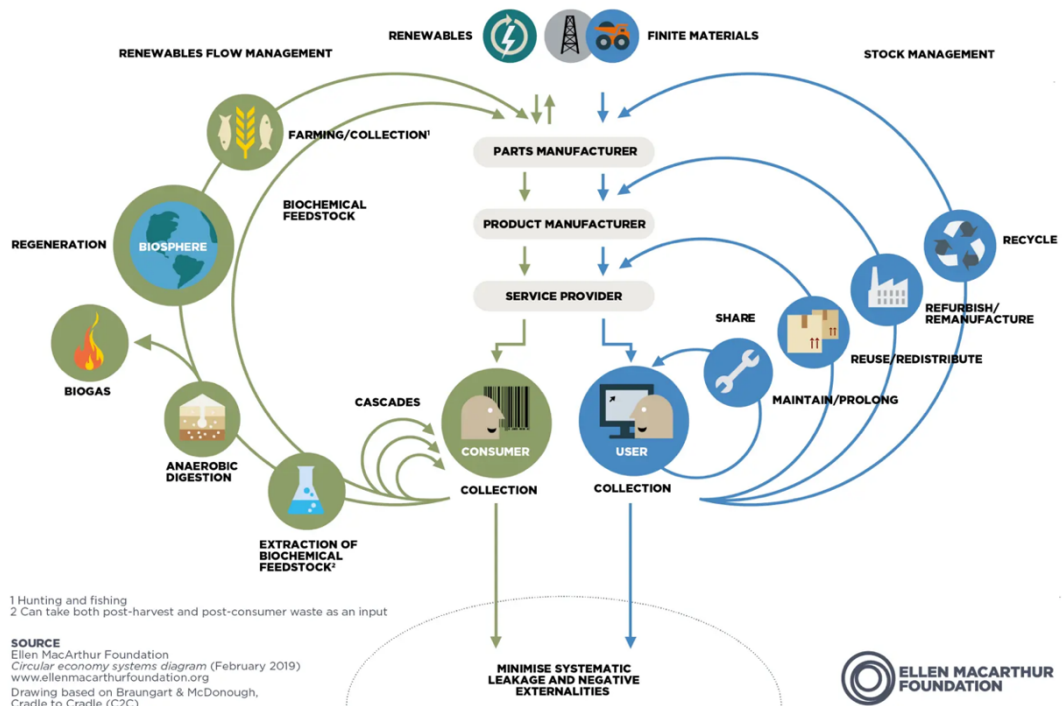 RENEWABLES
FINITE MATERIALS
RENEWABLES FLOW MANAGEMENT
STOCK MANAGEMENT
FARMING/COLLECTION¹
PARTS MANUFACTURER
BIOCHEMICAL
FEEDSTOCK
PRODUCT MANUFACTURER
REGENERATION
BIOSPHERE
RECYCLE
SERVICE PROVIDER
SHARE
REFURBISH/
REMANUFACTURE
REUSE/REDISTRIBUTE
BIOGAS
MAINTAIN/PROLONG
CASCADES
CONSUMER
USER
ANAEROBIC
DIGESTION
COLLECTION
COLLECTION
EXTRACTION OF
BIOCHEMICAL
FEEDSTOCK²
1 Hunting and fishing
2 Can take both post-harvest and post-consumer waste as an input
SOURCE
Ellen MacArthur Foundation
Circular economy systems diagram (February 2019)
www.ellenmacarthurfoundation.org
Drawing based on Braungart & McDonough,
Cradle to Cradle (C2C)
MINIMISE SYSTEMATIC
LEAKAGE AND NEGATIVE
EXTERNALITIES
ELLEN MACARTHUR
FOUNDATION